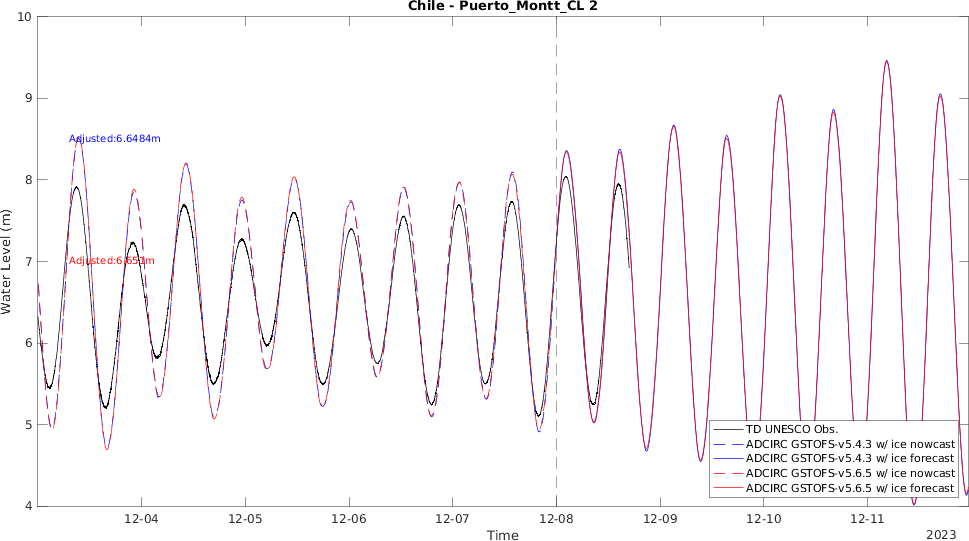 Chile - Puerto_Montt_CL 2
10
9
8
7
6
5
4
Water Level (m)
Adjusted:6.6484m
Adjusted:6.651m
12-04
12-05
12-06
12-07
12-08
12-09
12-10
12-11
Time
2023
TD UNESCO Obs.
ADCIRC GSTOFS-v5.4.3 w/ ice nowcast
ADCIRC GSTOFS-v5.4.3 w/ ice forecast
ADCIRC GSTOFS-v5.6.5 w/ ice nowcast
ADCIRC GSTOFS-v5.6.5 w/ ice forecast